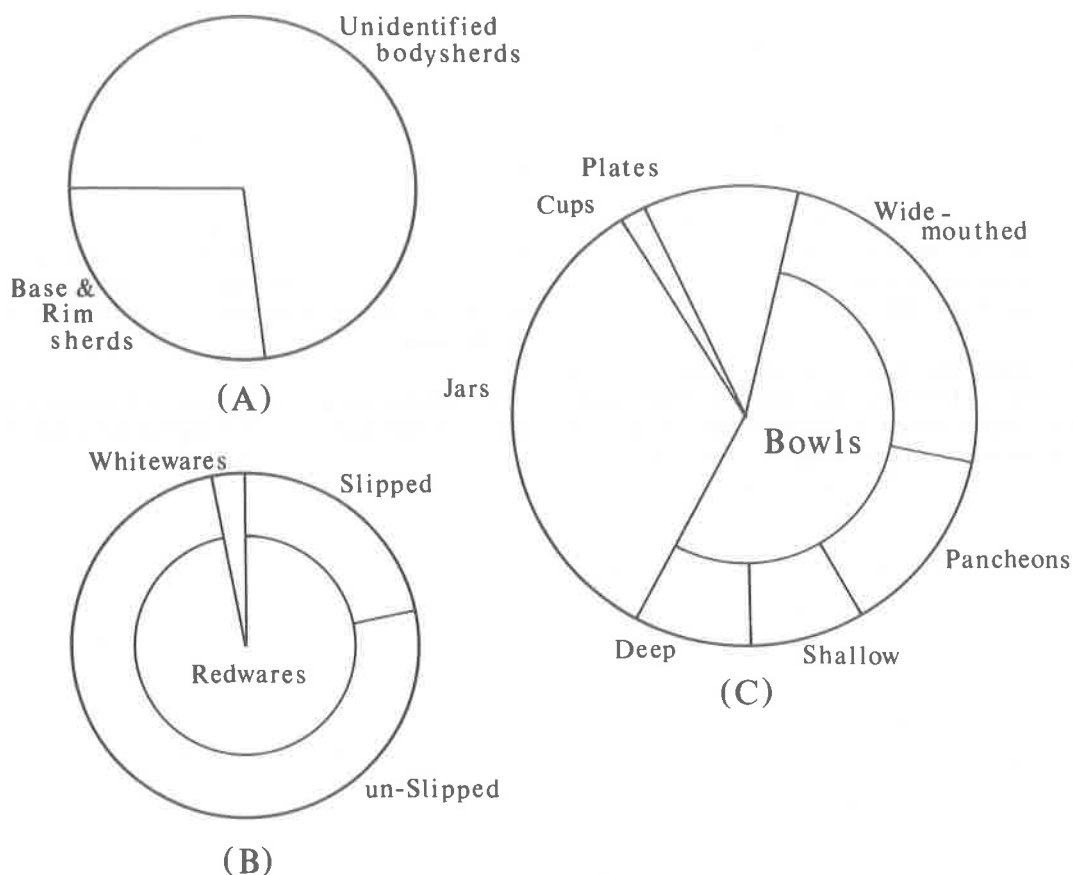 Unidentified
bodysherds
Base &
Rim
sherds
(A)
Whitewares
Slipped
Redwares
un-Slipped
(B)
Plates
Cups
Wide-
mouthed
Jars
Bowls
Pancheons
Deep
Shallow
(C)